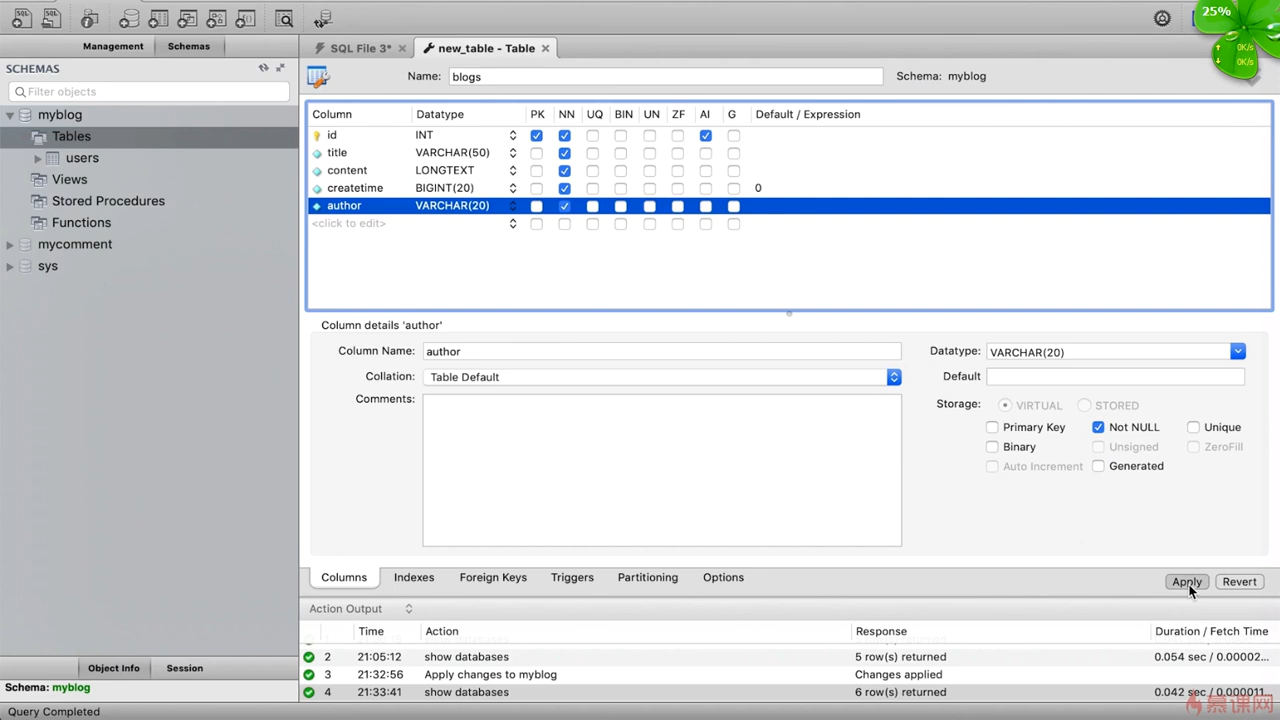 25%
Management Schemas SQL File 3* new_table - Table
0K/s
0K/s
SCHEMAS
Name: blogs Schema: myblog
Filter objects
Column Datatype PK NN UQ BIN UN ZF AI G Default / Expression
myblog
id INT
Tables
title VARCHAR(50)
users
content LONGTEXT
Views
createtime BIGINT(20) 0
Stored Procedures
author VARCHAR(20)
Functions
<click to edit>
mycomment
sys
Column details 'author'
Column Name: author Datatype: VARCHAR(20)
Collation: Table Default Default
Comments: Storage: VIRTUAL STORED
Primary Key Not NULL Unique
Binary Unsigned ZeroFill
Auto Increment Generated
Columns Indexes Foreign Keys Triggers Partitioning Options Apply Revert
Action Output
Time Action Response Duration / Fetch Time
2 21:05:12 show databases 5 row(s) returned 0.054 sec / 0.00002...
3 21:32:56 Apply changes to myblog Changes applied
4 21:33:41 show databases 6 row(s) returned 0.042 sec / 0.000011...
Object Info Session
Schema: myblog
Query Completed
慕课网